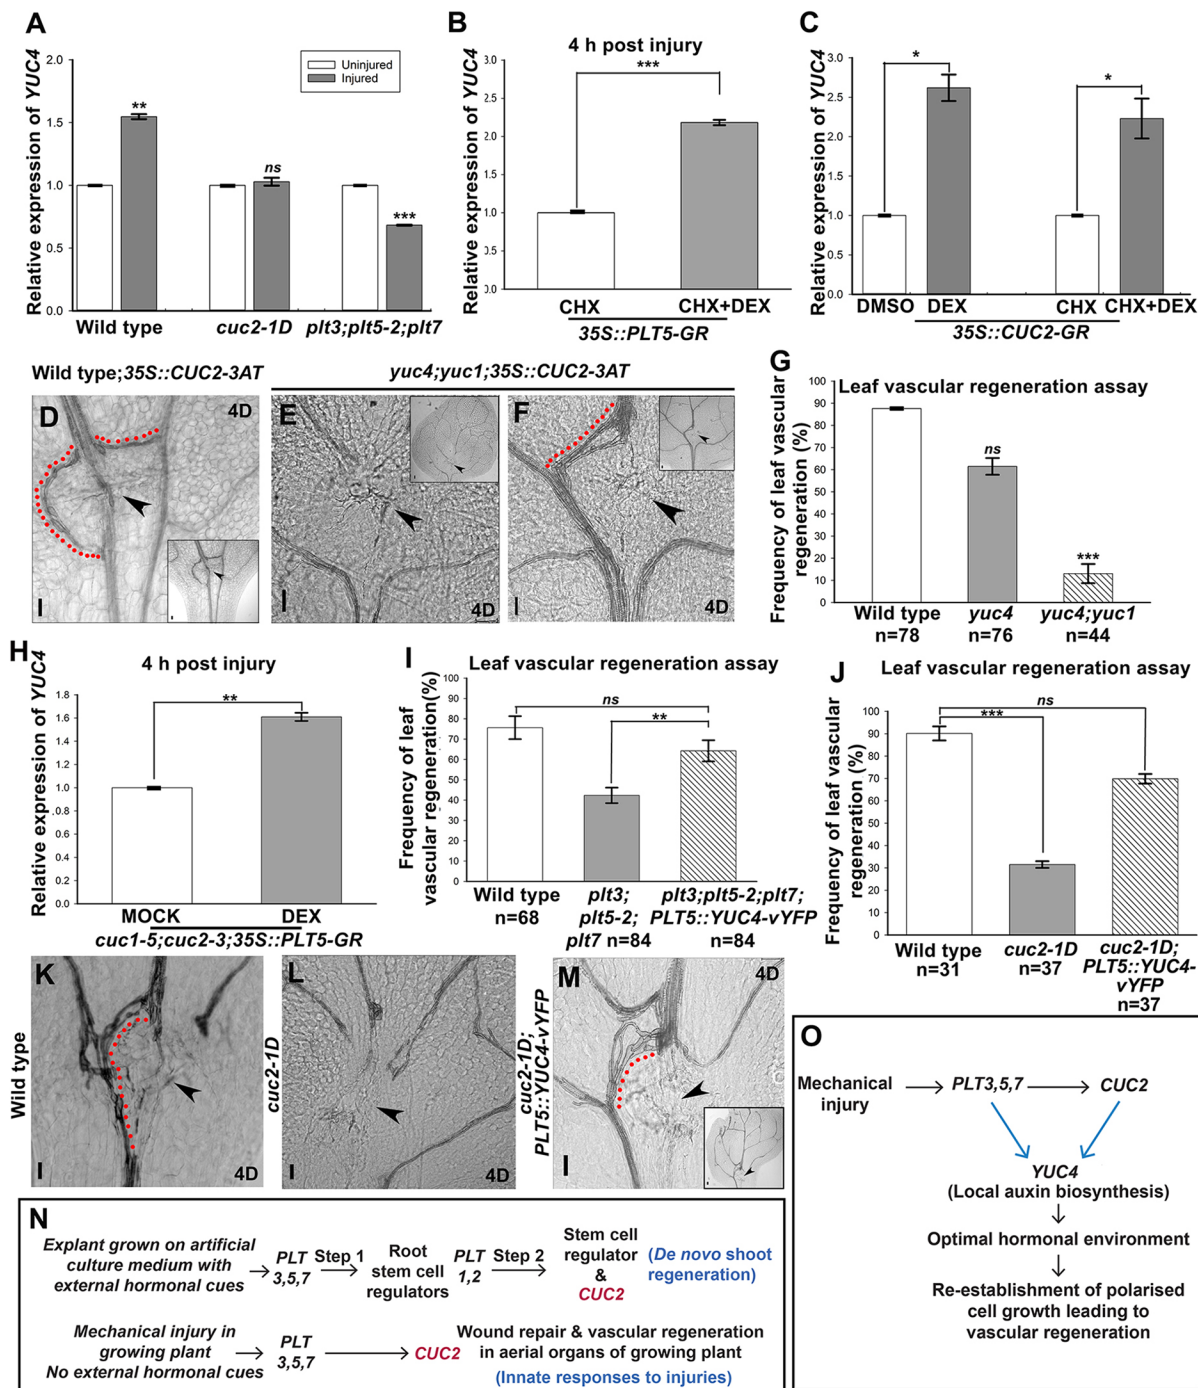 A
Relative expression of YUC4
2.0
1.5
1.0
0.5
0.0
Uninjured
Injured
**
ns
***
Wild type
cuc2-1D
plt3;plt5-2;plt7
B
4 h post injury
Relative expression of YUC4
3.0
2.5
2.0
1.5
1.0
0.5
0.0
***
CHX
CHX+DEX
35S::PLT5-GR
C
Relative expression of YUC4
3.0
2.5
2.0
1.5
1.0
0.5
0.0
*
*
DMSO
DEX
CHX
CHX+DEX
35S::CUC2-GR
Wild type;35S::CUC2-3AT
yuc4;yuc1;35S::CUC2-3AT
D
4D
E
4D
F
4D
G
Leaf vascular regeneration assay
Frequency of leaf vascular
regeneration (%)
100
90
80
70
60
50
40
30
20
10
0
ns
***
Wild type
n=78
yuc4
n=76
yuc4;yuc1
n=44
H
4 h post injury
Relative expression of YUC4
1.8
1.6
1.4
1.2
1.0
0.8
0.6
0.4
0.2
0.0
**
MOCK
DEX
cuc1-5;cuc2-3;35S::PLT5-GR
I
Leaf vascular regeneration assay
Frequency of leaf
vascular regeneration(%)
100
90
80
70
60
50
40
30
20
10
0
ns
**
Wild type
n=68
plt3;
plt5-2;
plt7 n=84
plt3;plt5-2;plt7;
PLT5::YUC4-vYFP
n=84
J
Leaf vascular regeneration assay
Frequency of leaf vascular
regeneration (%)
100
90
80
70
60
50
40
30
20
10
0
ns
***
Wild type
n=31
cuc2-1D
n=37
cuc2-1D;
PLT5::YUC4-
vYFP
n=37
K
Wild type
4D
L
cuc2-1D
4D
M
cuc2-1D;
PLT5::YUC4-vYFP
4D
N
Explant grown on artificial
culture medium with
external hormonal cues
PLT
3,5,7
Step 1
Root
stem cell
regulators
PLT
1,2
Step 2
Stem cell
regulator
&
CUC2
(De novo shoot
regeneration)
Mechanical injury in
growing plant
No external hormonal cues
PLT
3,5,7
CUC2
Wound repair & vascular regeneration
in aerial organs of growing plant
(Innate responses to injuries)
O
Mechanical
injury
PLT3,5,7
CUC2
YUC4
(Local auxin biosynthesis)
Optimal hormonal environment
Re-establishment of polarised
cell growth leading to
vascular regeneration